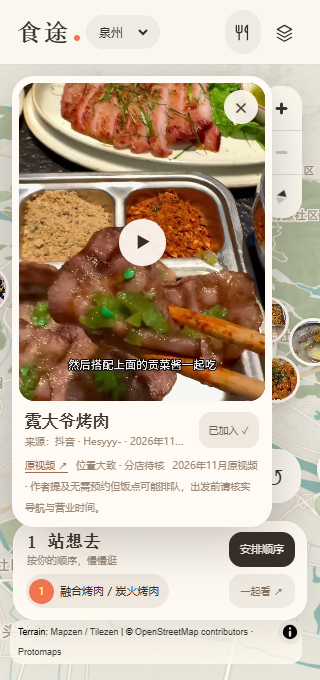 食途
泉州
然后搭配上面的贡菜酱一起吃
霓大爷烤肉
来源：抖音 · Hesyyy- · 2026年11...
已加入 ✓
原视频 ↗ 位置大致 · 分店待核 2026年11月原视频
· 作者提及无需预约但饭点可能排队，出发前请核实
导航与营业时间。
1 站想去
按你的顺序，慢慢逛
安排顺序
1 融合烤肉 / 炭火烤肉
一起看 ↗
Terrain: Mapzen / Tilezen | © OpenStreetMap contributors ·
Protomaps